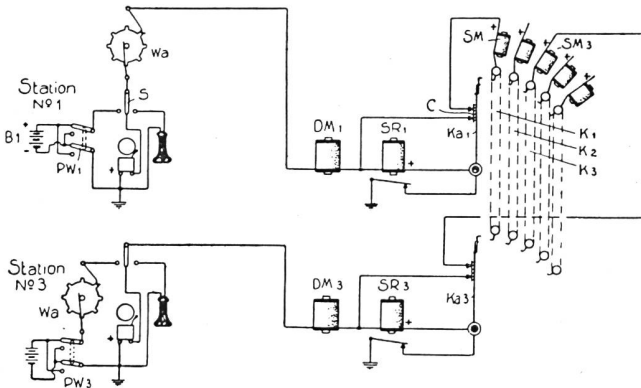 SM
+
+
SM3
Wa
Station
No 1
S
+
B1
-
PW1
+
DM1
SR1
+
C
Ka1
K1
K2
K3
Station
No 3
Wa
+
PW3
DM3
SR3
+
Ka3